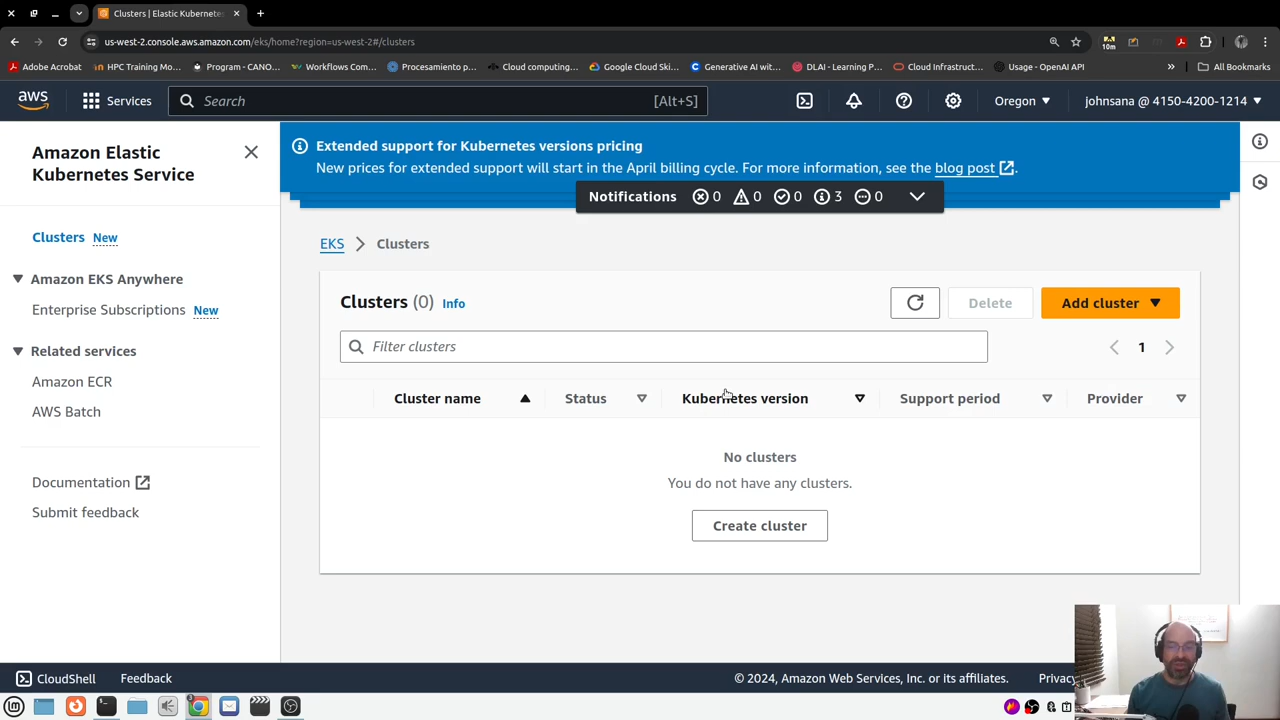 Clusters | Elastic Kubernete
us-west-2.console.aws.amazon.com/eks/home?region=us-west-2#/clusters
10m
Adobe Acrobat
HPC Training Mo...
Program - CANO...
Workflows Com...
Procesamiento p...
Cloud computing...
Google Cloud Ski...
Generative AI wit...
DLAI - Learning P...
Cloud Infrastruct...
Usage - OpenAI API
»
All Bookmarks
aws
Services
Search
[Alt+S]
Oregon
johnsana @ 4150-4200-1214
Amazon Elastic
Kubernetes Service
Clusters New
Amazon EKS Anywhere
Enterprise Subscriptions New
Related services
Amazon ECR
AWS Batch
Documentation
Submit feedback
Extended support for Kubernetes versions pricing
New prices for extended support will start in the April billing cycle. For more information, see the blog post.
Notifications 0 0 0 3 0
EKS > Clusters
Clusters (0) Info
Delete
Add cluster
Filter clusters
1
Cluster name
Status
Kubernetes version
Support period
Provider
No clusters
You do not have any clusters.
Create cluster
CloudShell
Feedback
© 2024, Amazon Web Services, Inc. or its affiliates.
Privacy
3